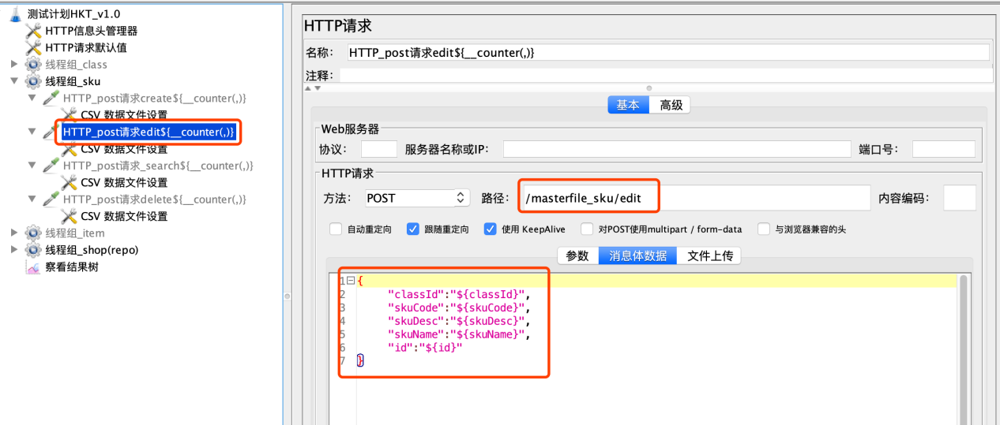 测试计划HKT_v1.0
HTTP信息头管理器
HTTP请求默认值
线程组_class
线程组_sku
HTTP_post请求create${__counter(,)}
CSV 数据文件设置
HTTP_post请求edit${__counter(,)}
CSV 数据文件设置
HTTP_post请求_search${__counter(,)}
CSV 数据文件设置
HTTP_post请求delete${__counter(,)}
CSV 数据文件设置
线程组_item
线程组_shop(repo)
察看结果树
HTTP请求
名称： HTTP_post请求edit${__counter(,)}
注释：
基本 高级
Web服务器
协议： 服务器名称或IP： 端口号：
HTTP请求
方法： POST 路径： /masterfile_sku/edit 内容编码：
自动重定向 跟随重定向 使用 KeepAlive 对POST使用multipart / form-data 与浏览器兼容的头
参数 消息体数据 文件上传
1 {
2 "classId":"${classId}",
3 "skuCode":"${skuCode}",
4 "skuDesc":"${skuDesc}",
5 "skuName":"${skuName}",
6 "id":"${id}"
7 }